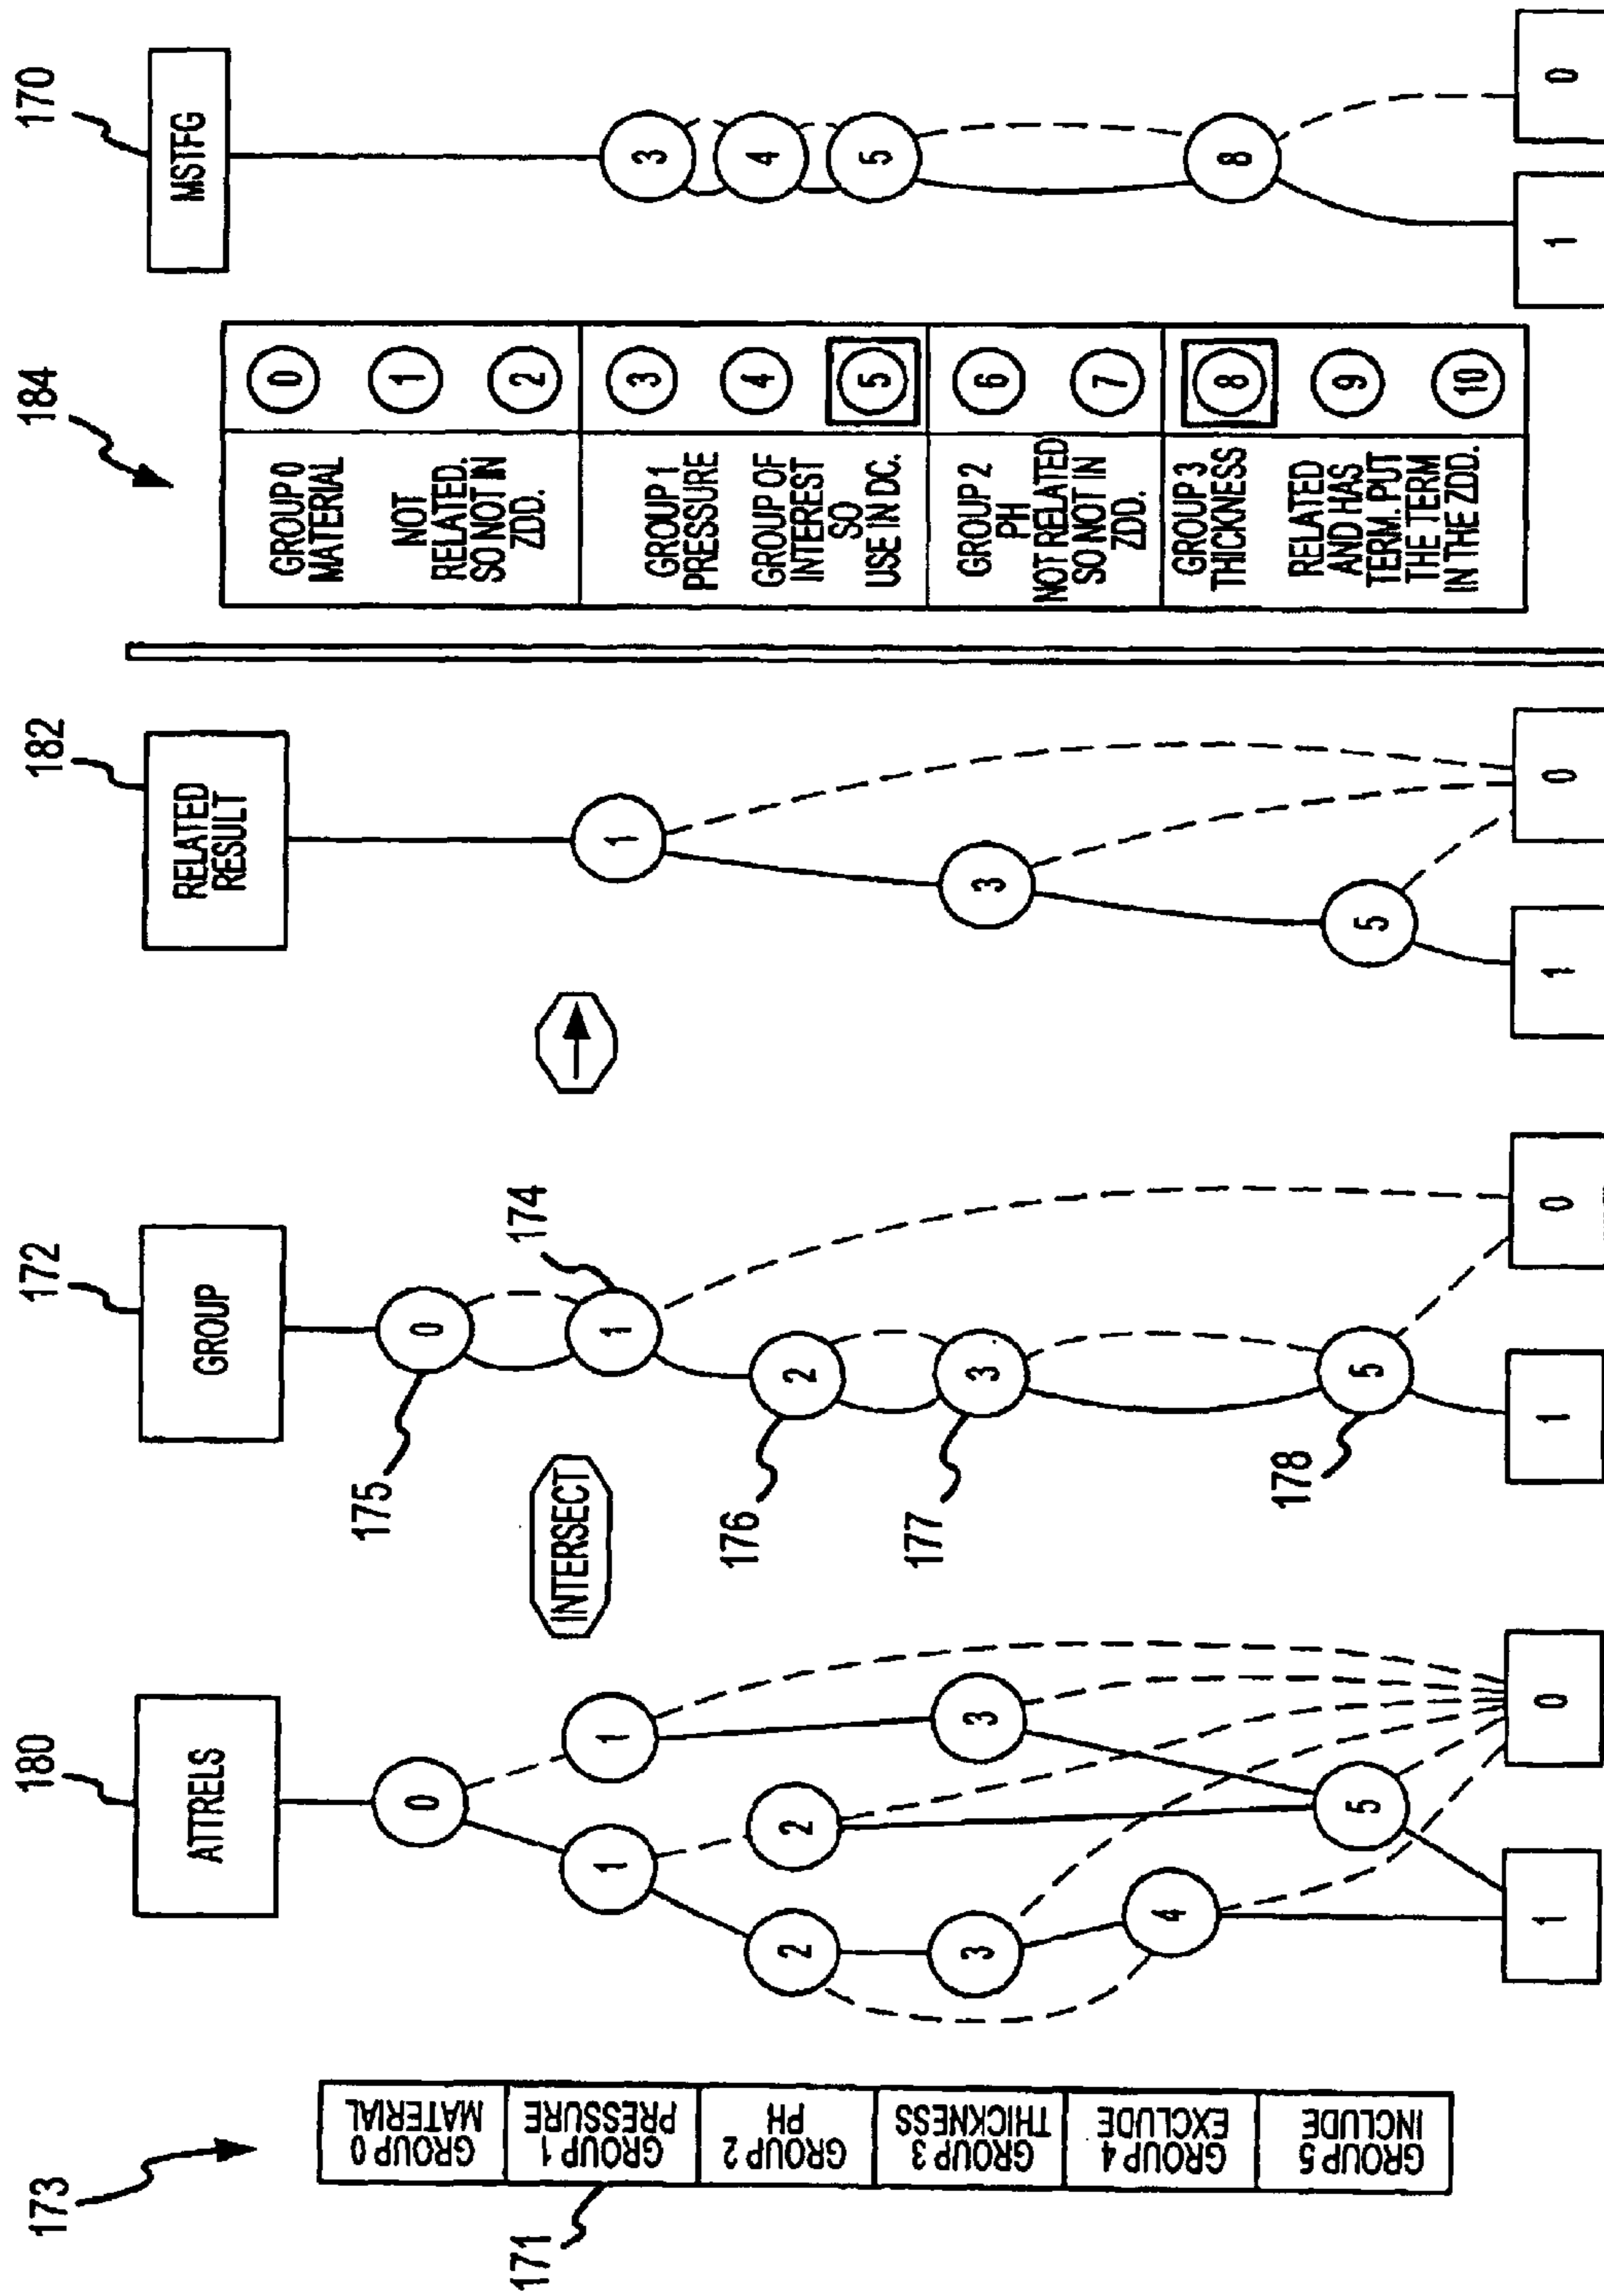 173
171
GROUP 0
MATERIAL
GROUP 1
PRESSURE
GROUP 2
PH
GROUP 3
THICKNESS
GROUP 4
EXCLUDE
GROUP 5
INCLUDE
180
ATTRELS
0
1
1
2
2
3
3
4
5
1
0
INTERSECT
172
GROUP
175
0
174
1
176
2
177
3
178
5
1
0
182
RELATED
RESULT
1
3
5
1
0
184
GROUP 0
MATERIAL
NOT
RELATED.
SO NOT IN
ZDD.
0
1
2
GROUP 1
PRESSURE
GROUP OF
INTEREST
SO
USE IN DC.
3
4
5
GROUP 2
PH
NOT RELATED
SO NOT IN
ZDD.
6
7
GROUP 3
THICKNESS
RELATED
AND HAS
TERM. PUT
THE TERM
IN THE ZDD.
8
9
10
170
MSTFG
3
4
5
8
1
0